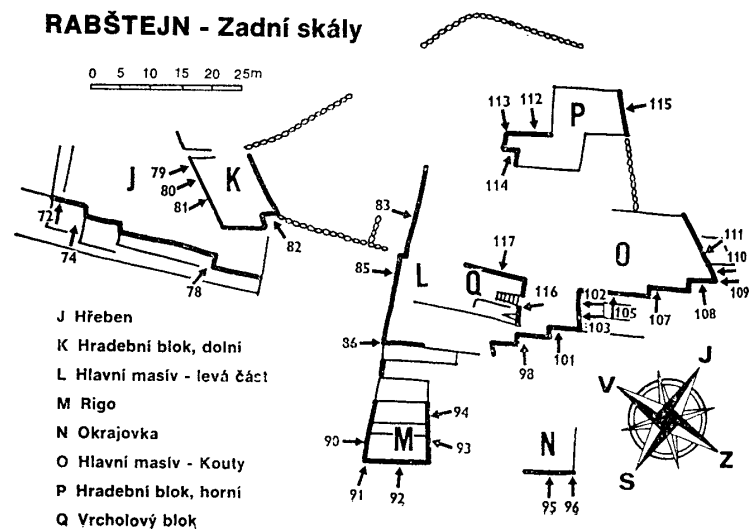 RABŠTEJN - Zadní skály
0 5 10 15 20 25m
113 112 115
P
114
J K
79
80
81
82
83
72
74
78
85
L
117
Q
116
O
111
110
109
102
103
105
107
108
86
98
101
J Hřeben
K Hradební blok, dolní
L Hlavní masív - levá část
M Rigo
N Okrajovka
O Hlavní masív - Kouty
P Hradební blok, horní
Q Vrcholový blok
90
94
M
93
91
92
N
95 96
J
V
Z
S